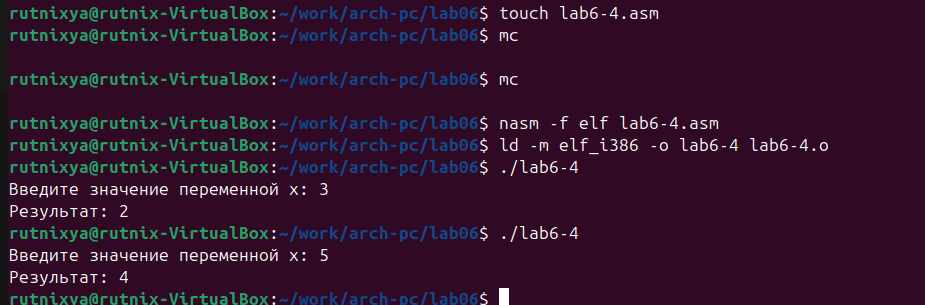 rutnixya@rutnix-VirtualBox:~/work/arch-pc/lab06$ touch lab6-4.asm
rutnixya@rutnix-VirtualBox:~/work/arch-pc/lab06$ mc
rutnixya@rutnix-VirtualBox:~/work/arch-pc/lab06$ mc
rutnixya@rutnix-VirtualBox:~/work/arch-pc/lab06$ nasm -f elf lab6-4.asm
rutnixya@rutnix-VirtualBox:~/work/arch-pc/lab06$ ld -m elf_i386 -o lab6-4 lab6-4.o
rutnixya@rutnix-VirtualBox:~/work/arch-pc/lab06$ ./lab6-4
Введите значение переменной x: 3
Результат: 2
rutnixya@rutnix-VirtualBox:~/work/arch-pc/lab06$ ./lab6-4
Введите значение переменной x: 5
Результат: 4
rutnixya@rutnix-VirtualBox:~/work/arch-pc/lab06$